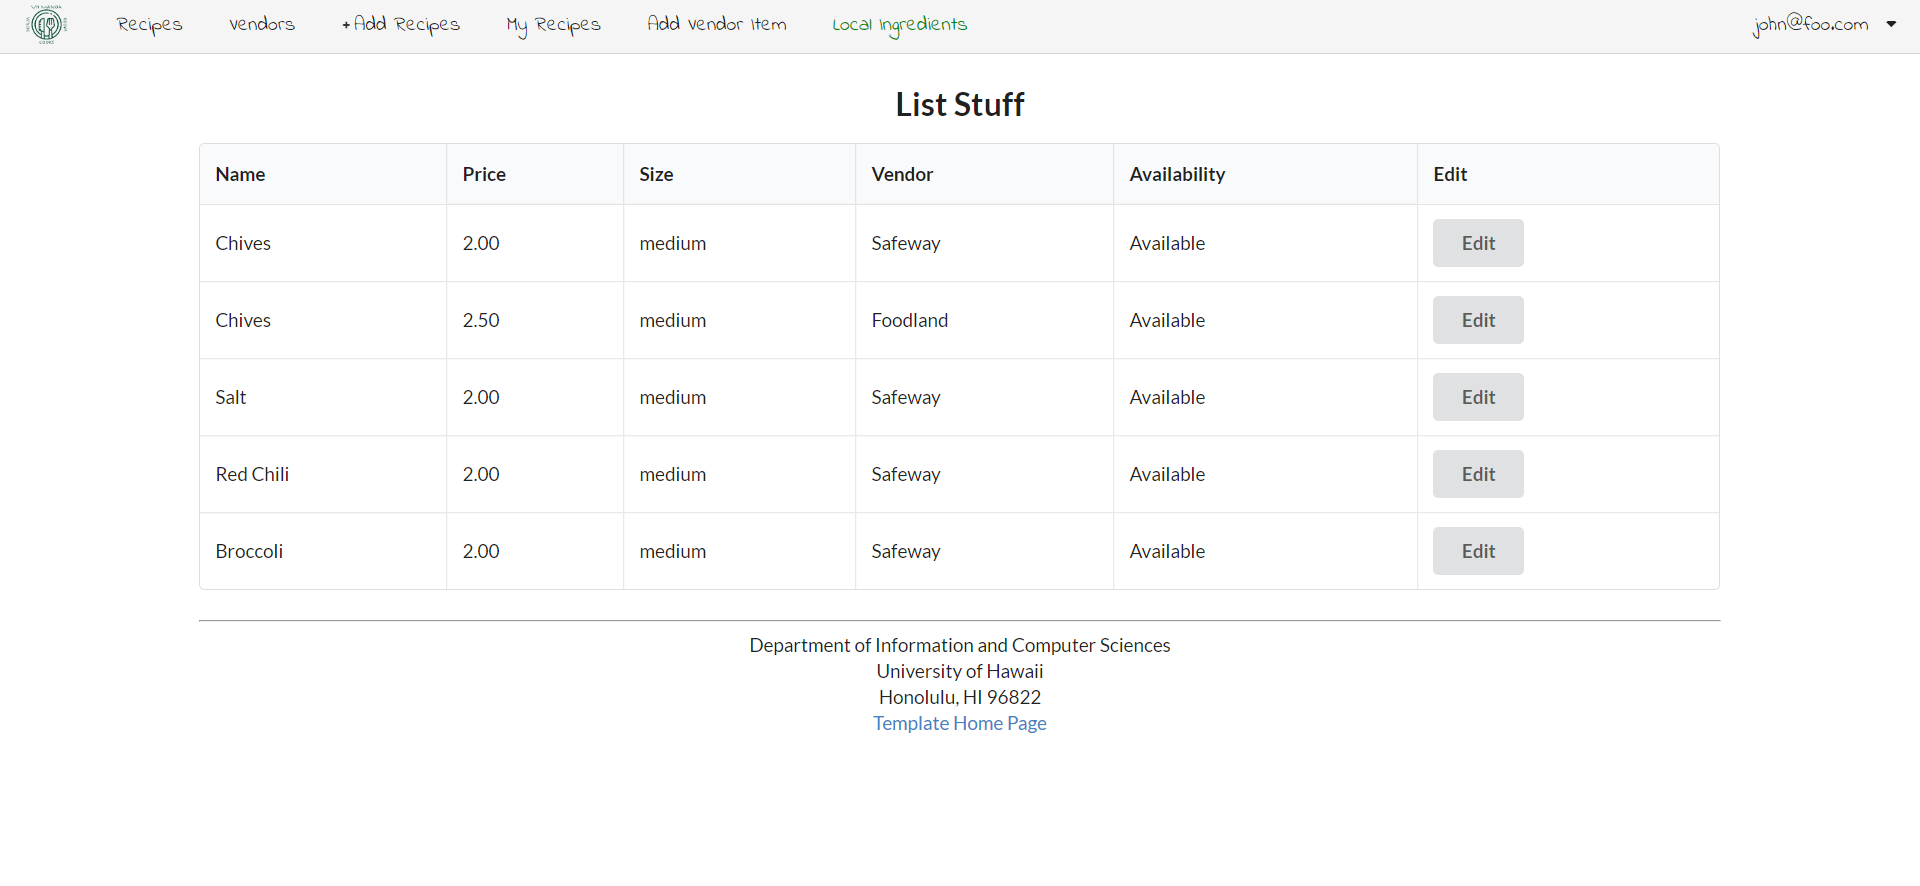 Recipes Vendors +Add Recipes My Recipes Add Vendor Item Local Ingredients john@foo.com
List Stuff
Name Price Size Vendor Availability Edit
Chives 2.00 medium Safeway Available Edit
Chives 2.50 medium Foodland Available Edit
Salt 2.00 medium Safeway Available Edit
Red Chili 2.00 medium Safeway Available Edit
Broccoli 2.00 medium Safeway Available Edit
Department of Information and Computer Sciences
University of Hawaii
Honolulu, HI 96822
Template Home Page